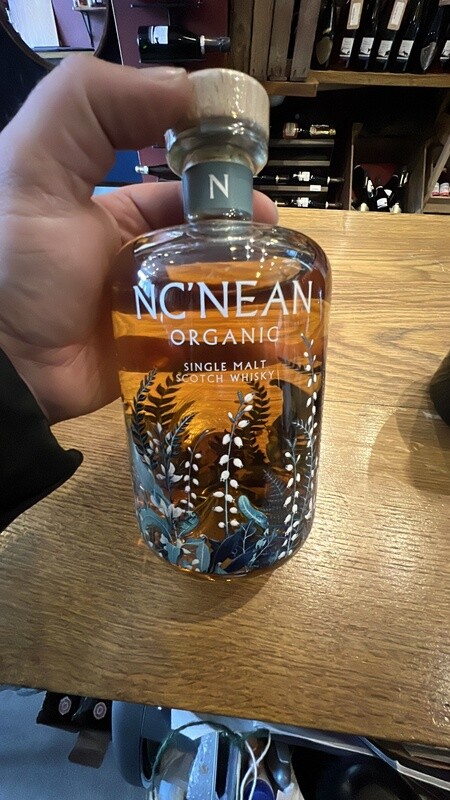 N
NC'NEAN
ORGANIC
SINGLE MALT
SCOTCH WHISKY